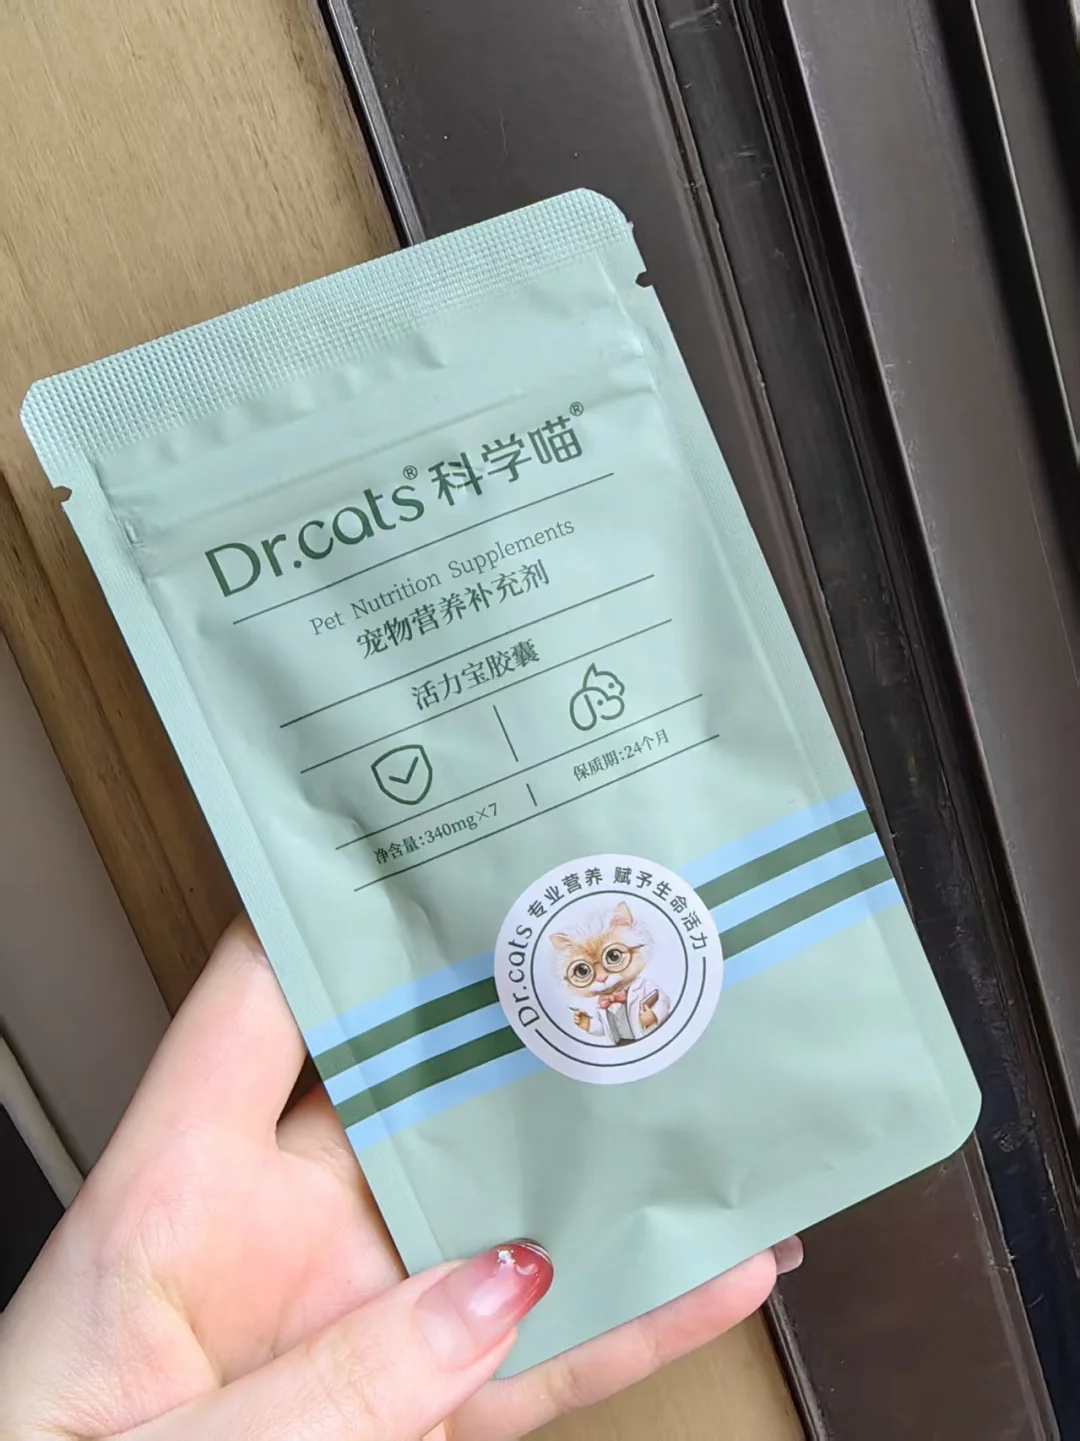 Dr.cats® 科学喵®
Pet Nutrition Supplements
宠物营养补充剂
活力宝胶囊
净含量:340mg×7
保质期:24个月
Dr.cats 专业营养 赋予生命活力